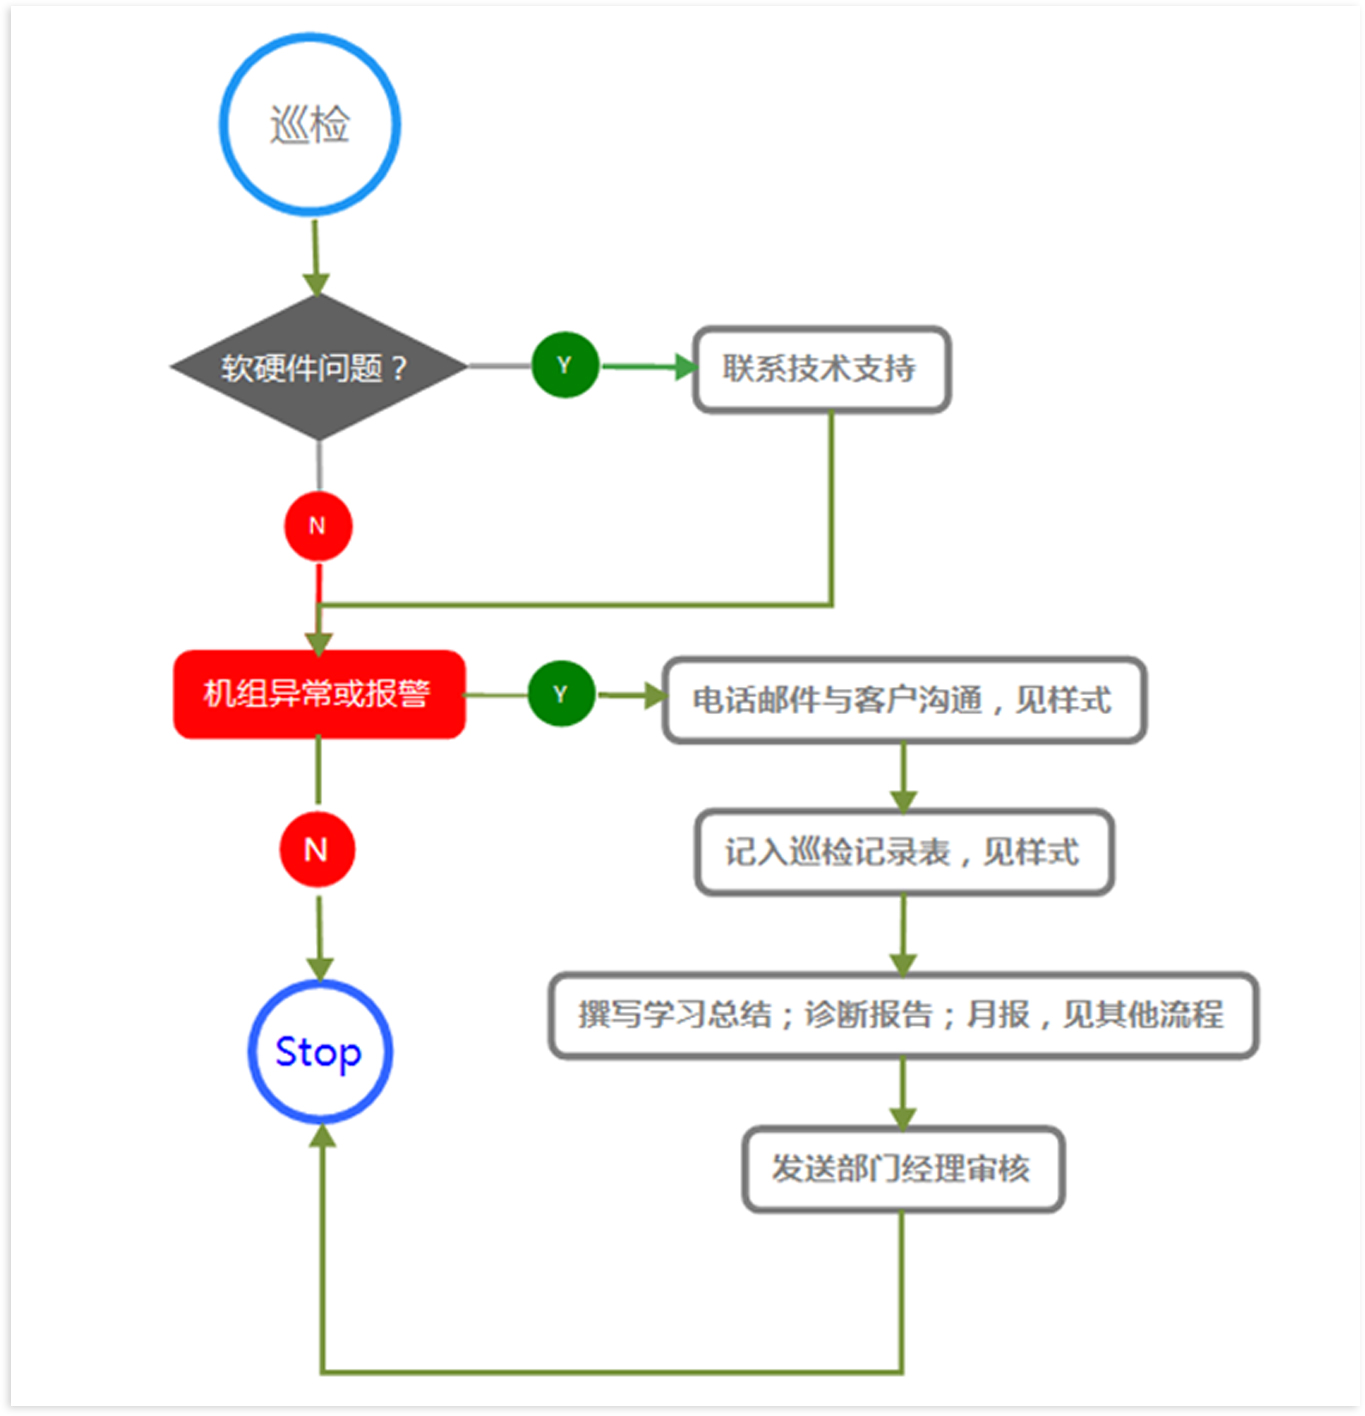 巡检
软硬件问题？
Y
联系技术支持
N
机组异常或报警
Y
电话邮件与客户沟通，见样式
N
记入巡检记录表，见样式
撰写学习总结；诊断报告；月报，见其他流程
Stop
发送部门经理审核